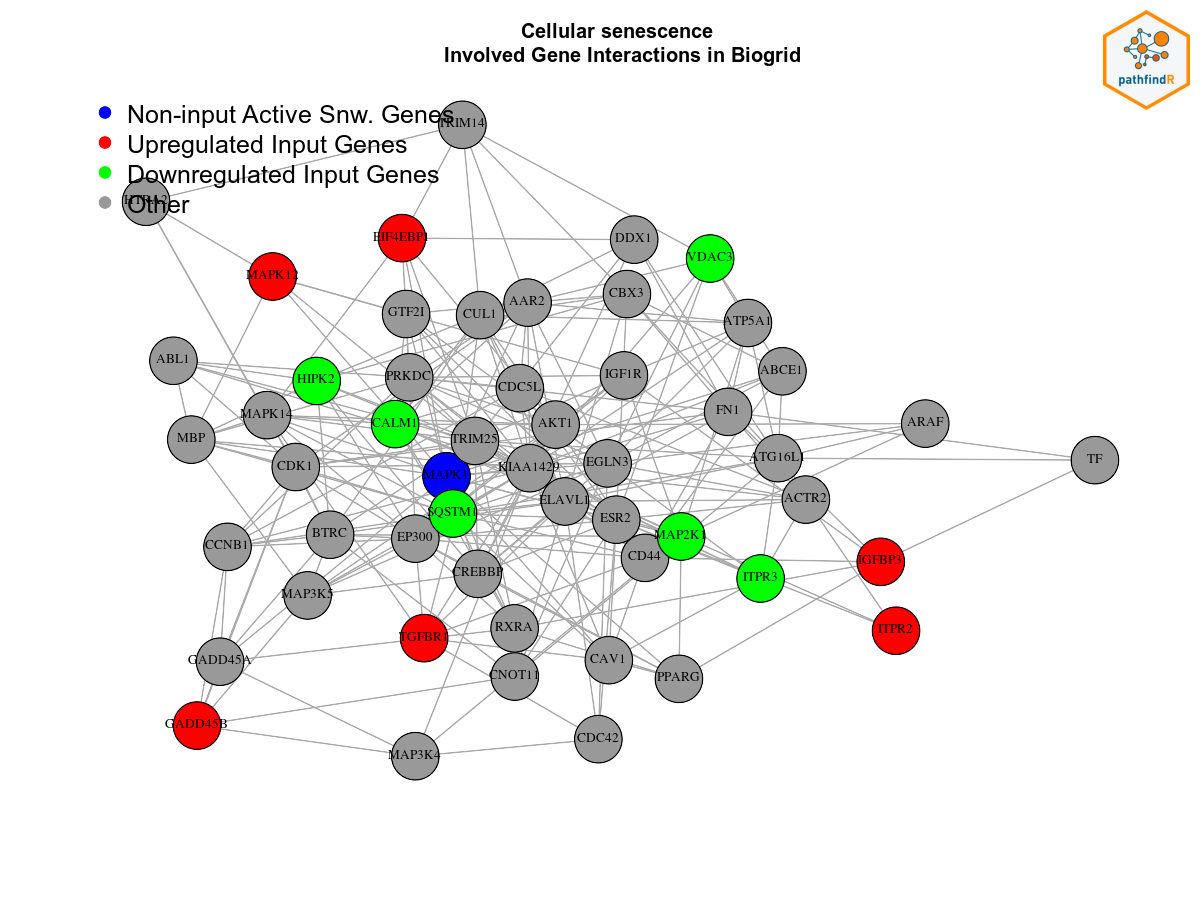 Cellular senescence
Involved Gene Interactions in Biogrid
pathfindR
Non-input Active Snw. Genes
Upregulated Input Genes
Downregulated Input Genes
Other
TRIM14
HTRA2
EIF4EBP1
DDX1
VDAC3
MAPK12
CBX3
AAR2
GTF2I
CUL1
ATP5A1
ABL1
HIPK2
PRKDC
CDC5L
IGF1R
ABCE1
MAPK14
CALM1
AKT1
FN1
ARAF
MBP
TRIM25
CDK1
KIAA1429
EGLN3
ATG16L1
TF
MAPK1
ELAVL1
ACTR2
SQSTM1
ESR2
BTRC
EP300
MAP2K1
CCNB1
CD44
IGFBP3
CREBBP
ITPR3
MAP3K5
RXRA
ITPR2
TGFBR1
GADD45A
CAV1
CNOT11
PPARG
GADD45B
CDC42
MAP3K4